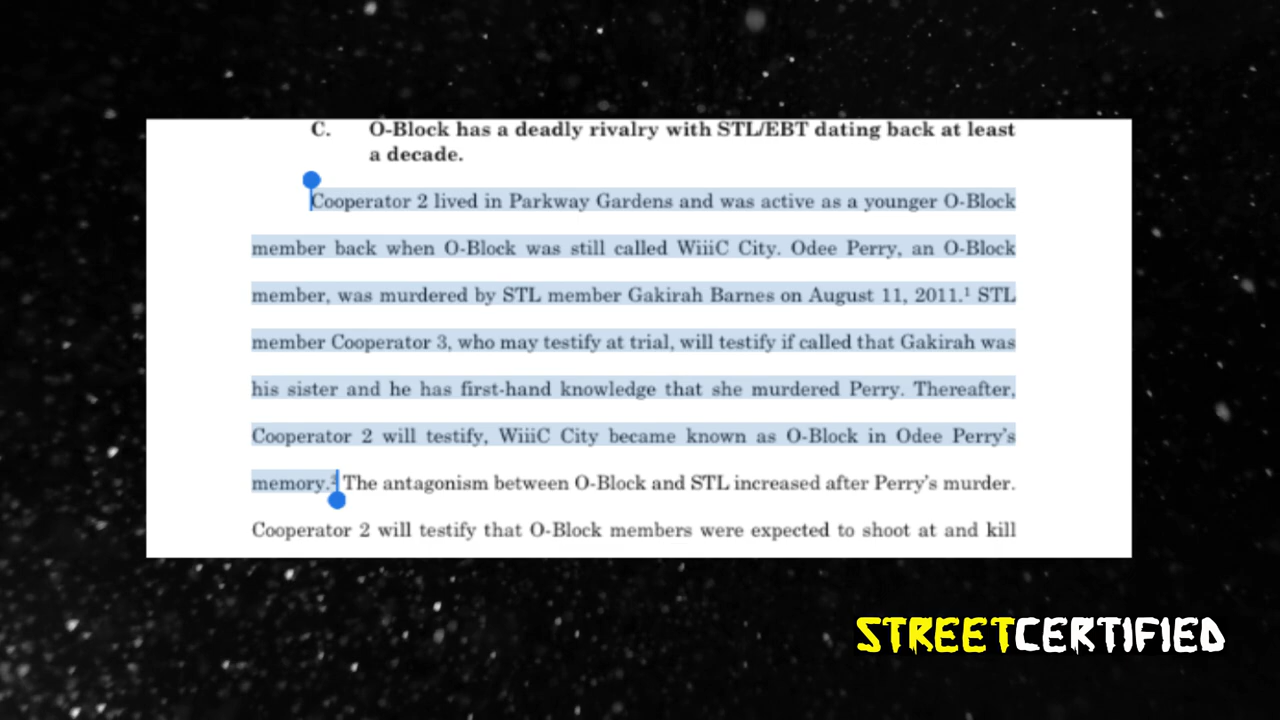 C. O-Block has a deadly rivalry with STL/EBT dating back at least
a decade.
Cooperator 2 lived in Parkway Gardens and was active as a younger O-Block
member back when O-Block was still called WiiiC City. Odee Perry, an O-Block
member, was murdered by STL member Gakirah Barnes on August 11, 2011.¹ STL
member Cooperator 3, who may testify at trial, will testify if called that Gakirah was
his sister and he has first-hand knowledge that she murdered Perry. Thereafter,
Cooperator 2 will testify, WiiiC City became known as O-Block in Odee Perry's
memory.² The antagonism between O-Block and STL increased after Perry's murder.
Cooperator 2 will testify that O-Block members were expected to shoot at and kill
STREETCERTIFIED